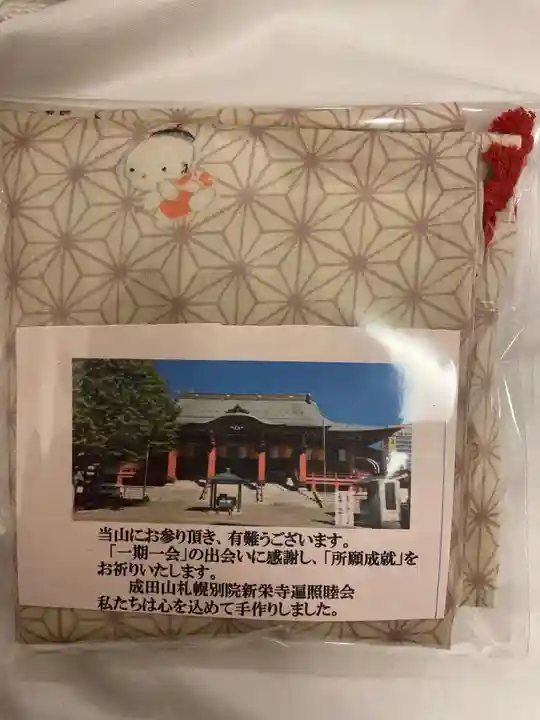 当山にお参り頂き、有難うございます。
「一期一会」の出会いに感謝し、「所願成就」を
お祈りいたします。
成田山札幌別院新栄寺遍照睦会
私たちは心を込めて手作りしました。